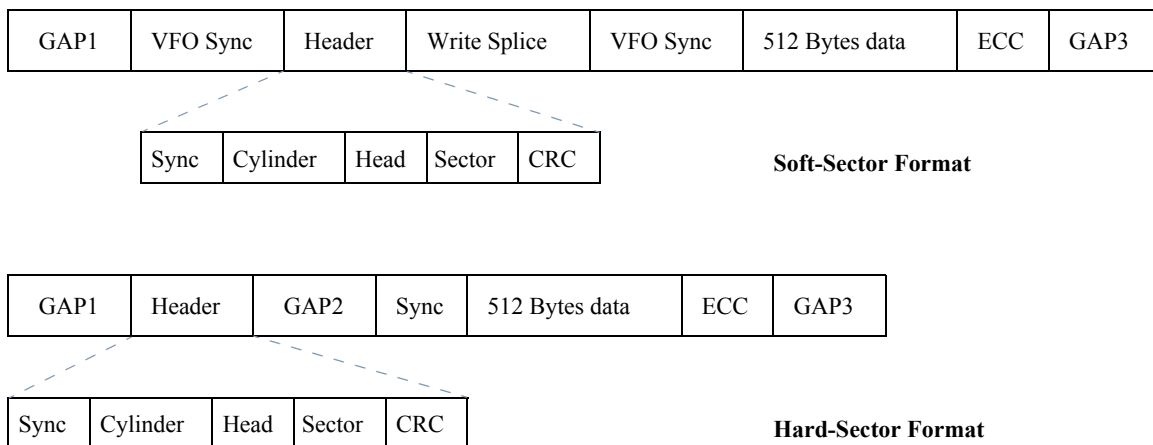 GAP1 VFO Sync Header Write Splice VFO Sync 512 Bytes data ECC GAP3
Sync Cylinder Head Sector CRC
Soft-Sector Format
GAP1 Header GAP2 Sync 512 Bytes data ECC GAP3
Sync Cylinder Head Sector CRC
Hard-Sector Format